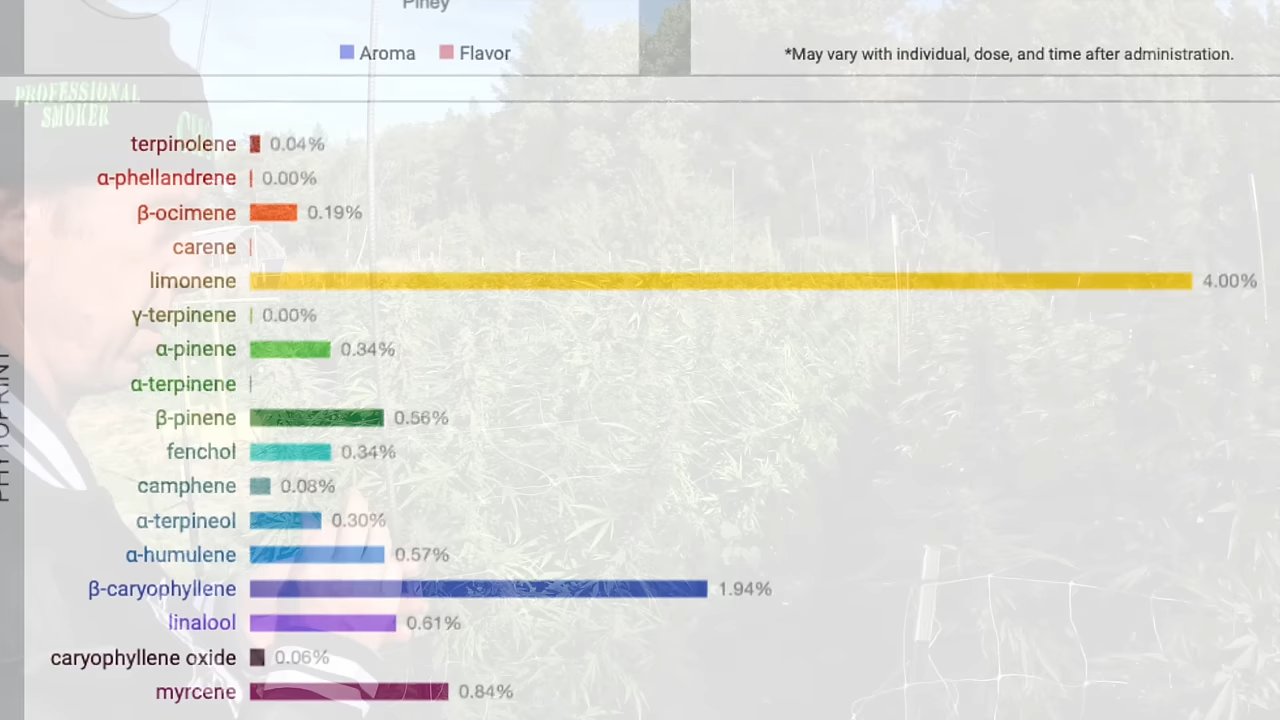 Piney
Aroma Flavor
*May vary with individual, dose, and time after administration.
PROFESSIONAL
SMOKER
terpinolene 0.04%
α-phellandrene 0.00%
β-ocimene 0.19%
carene
limonene 4.00%
γ-terpinene 0.00%
α-pinene 0.34%
α-terpinene
β-pinene 0.56%
fenchol 0.34%
camphene 0.08%
α-terpineol 0.30%
α-humulene 0.57%
β-caryophyllene 1.94%
linalool 0.61%
caryophyllene oxide 0.06%
myrcene 0.84%
PHYTOPRINT